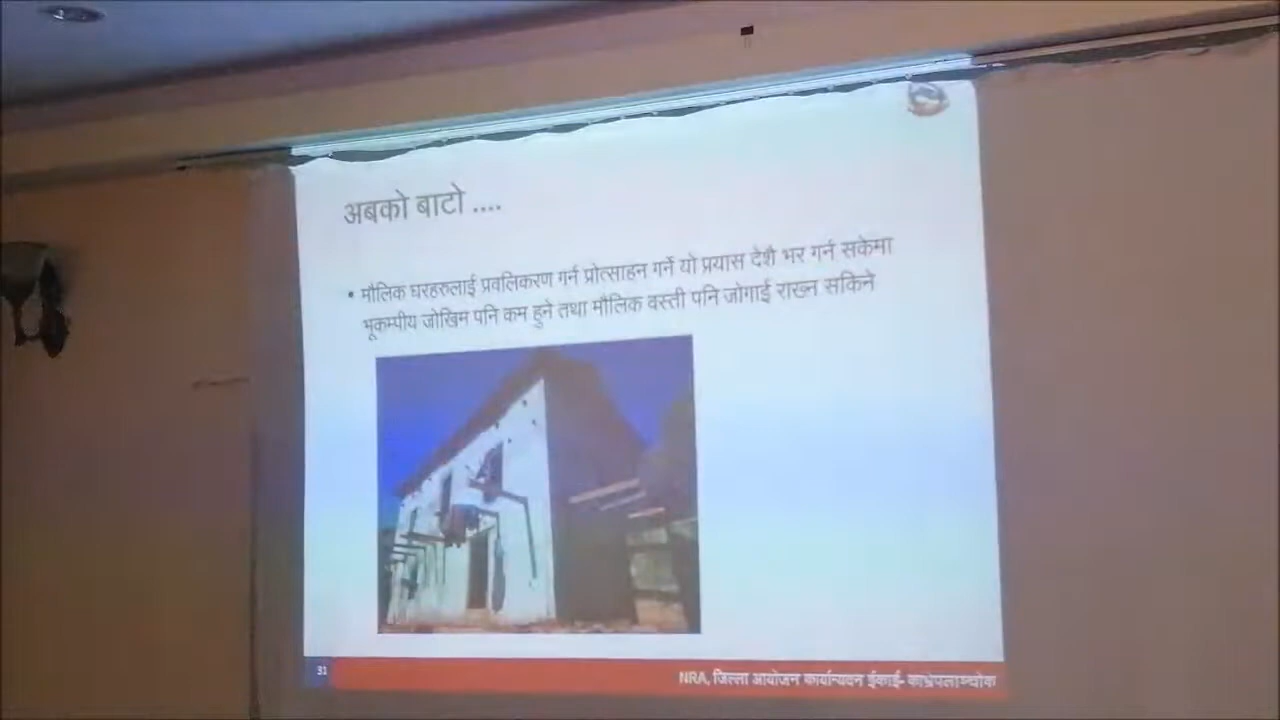 अबको बाटो ....
• मौलिक घरहरुलाई प्रवलिकरण गर्न प्रोत्साहन गर्ने यो प्रयास देशै भर गर्न सकेमा
भूकम्पीय जोखिम पनि कम हुने तथा मौलिक वस्ती पनि जोगाई राख्न सकिने
31
NRA, जिल्ला आयोजन कार्यान्यवन ईकाई- काभ्रेपलाञ्चोक